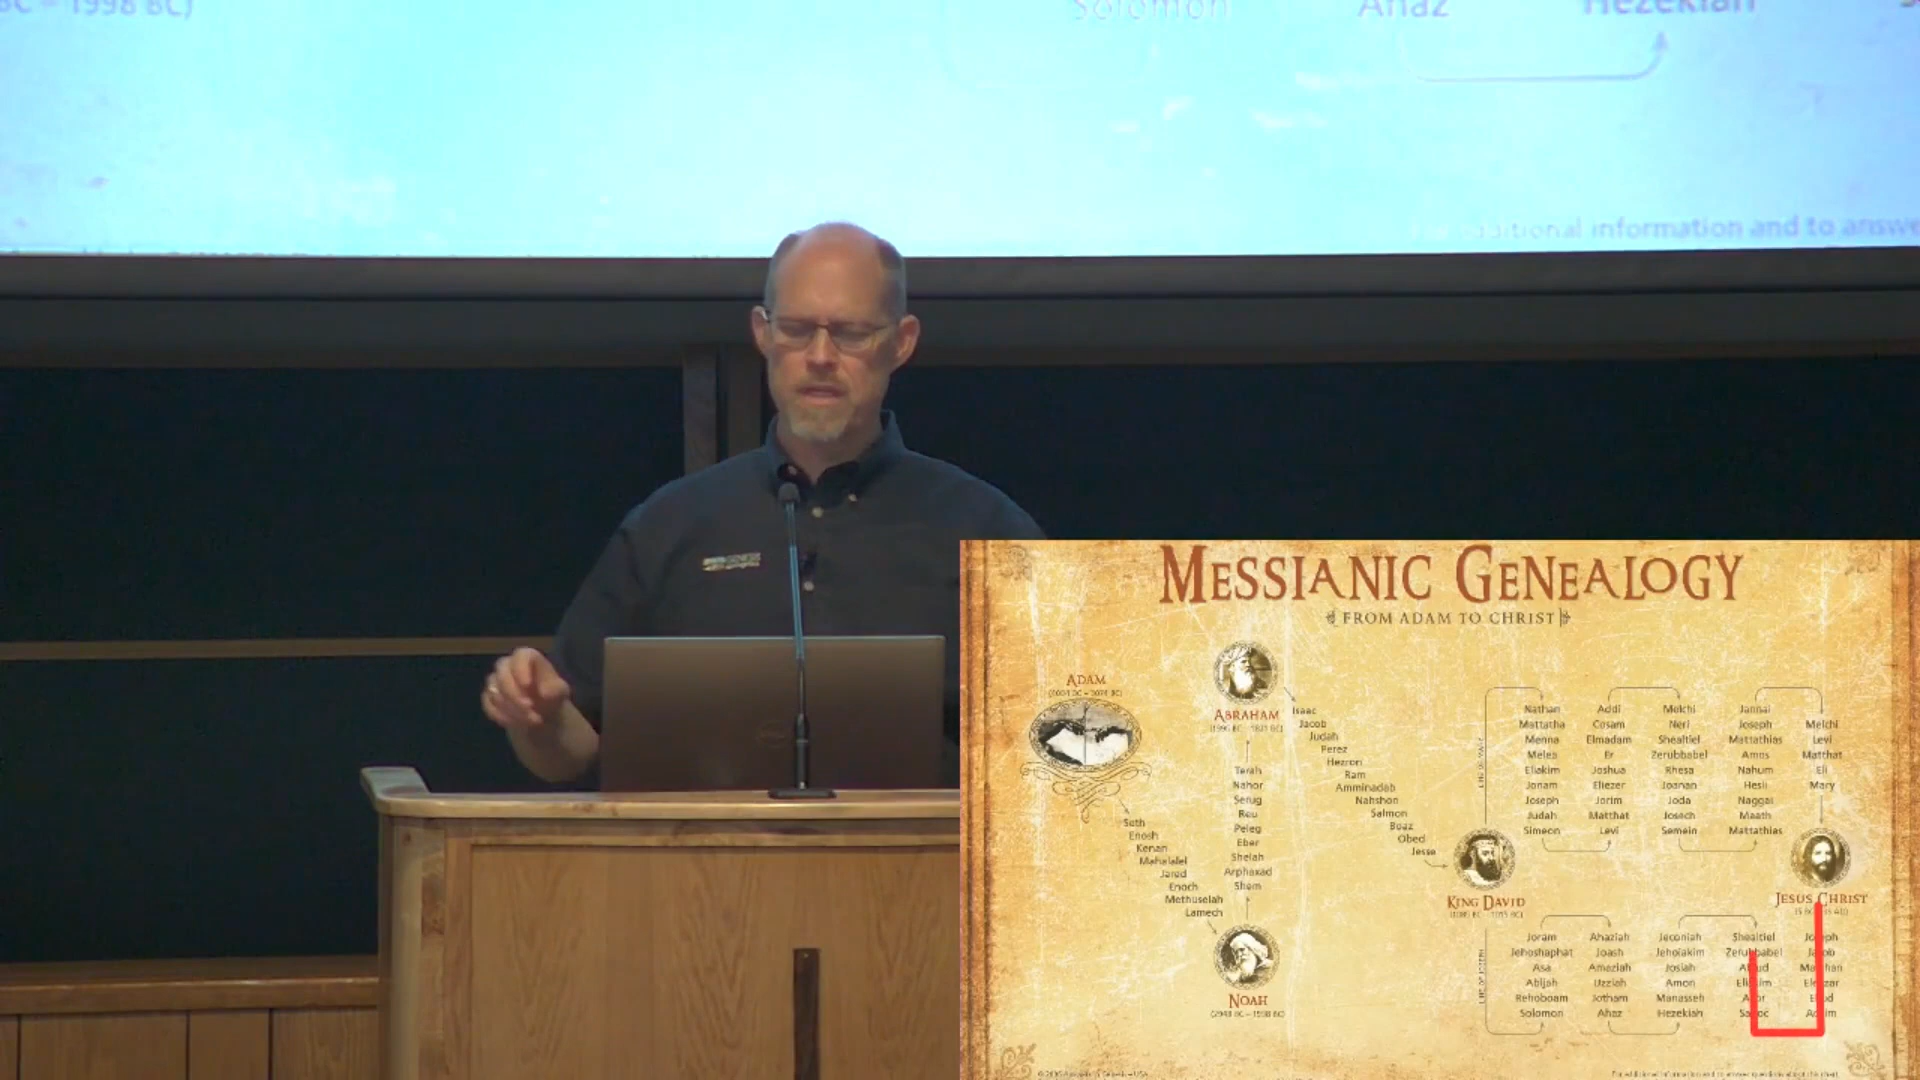 BC – 1998 BC)
Solomon
Ahaz
Hezekiah
additional information and to answe
MESSIANIC GENEALOGY
FROM ADAM TO CHRIST
ADAM
ABRAHAM
Isaac
Jacob
Judah
Perez
Hezron
Ram
Amminadab
Nahshon
Salmon
Boaz
Obed
Jesse
Terah
Nahor
Serug
Reu
Peleg
Eber
Shelah
Arphaxad
Shem
Seth
Enosh
Kenan
Mahalalel
Jared
Enoch
Methuselah
Lamech
NOAH
KING DAVID
Nathan
Mattatha
Menna
Melea
Eliakim
Jonam
Joseph
Judah
Simeon
Addi
Cosam
Elmadam
Er
Joshua
Eliezer
Jorim
Matthat
Levi
Melchi
Neri
Shealtiel
Zerubbabel
Rhesa
Joanan
Joda
Josech
Semein
Jannai
Joseph
Mattathias
Amos
Nahum
Hesli
Naggai
Maath
Mattathias
Melchi
Levi
Matthat
Eli
Mary
JESUS CHRIST
Joram
Jehoshaphat
Asa
Abijah
Rehoboam
Solomon
Ahaziah
Joash
Amaziah
Uzziah
Jotham
Ahaz
Jeconiah
Jehoiakim
Josiah
Amon
Manasseh
Hezekiah
Shealtiel
Zerubbabel